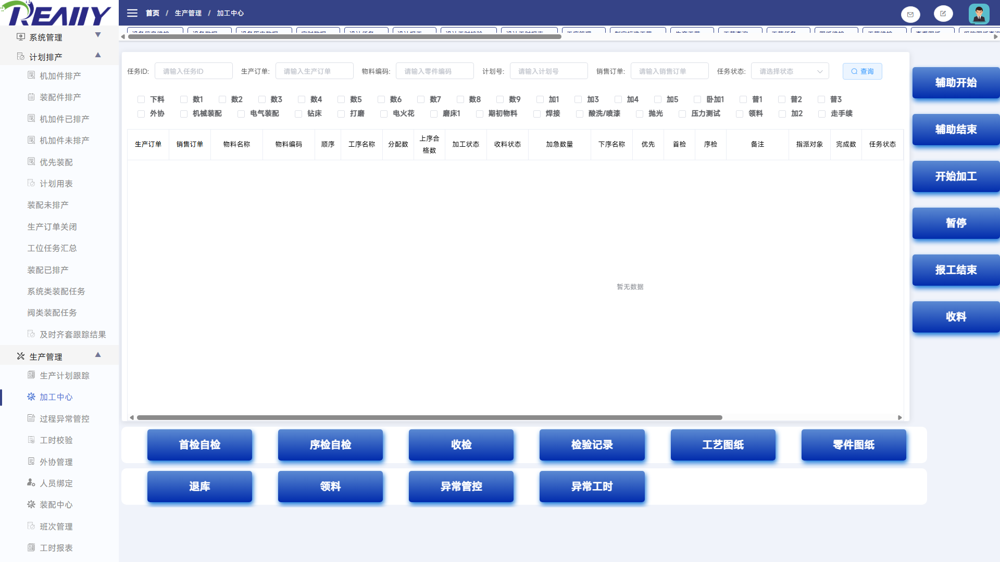 REAllY
首页 / 生产管理 / 加工中心
系统管理
计划排产
机加件排产
装配件排产
机加件已排产
机加件未排产
优先装配
计划用表
装配未排产
生产订单关闭
工位任务汇总
装配已排产
系统类装配任务
阀类装配任务
及时齐套跟踪结果
生产管理
生产计划跟踪
加工中心
过程异常管控
工时校验
外协管理
人员绑定
装配中心
班次管理
工时报表
任务ID: 请输入任务ID 生产订单: 请输入生产订单 物料编码: 请输入零件编码 计划号: 请输入计划号 销售订单: 请输入销售订单 任务状态: 请选择状态 查询
下料 数1 数2 数3 数4 数5 数6 数7 数8 数9 加1 加3 加4 加5 卧加1 普1 普2 普3
外协 机械装配 电气装配 钻床 打磨 电火花 磨床1 期初物料 焊接 酸洗/喷漆 抛光 压力测试 领料 加2 走手续
生产订单 销售订单 物料名称 物料编码 顺序 工序名称 分配数 上序合格数 加工状态 收料状态 加急数量 下序名称 优先 首检 序检 备注 指派对象 完成数 任务状态
暂无数据
辅助开始
辅助结束
开始加工
暂停
报工结束
收料
首检自检 序检自检 收检 检验记录 工艺图纸 零件图纸
退库 领料 异常管控 异常工时